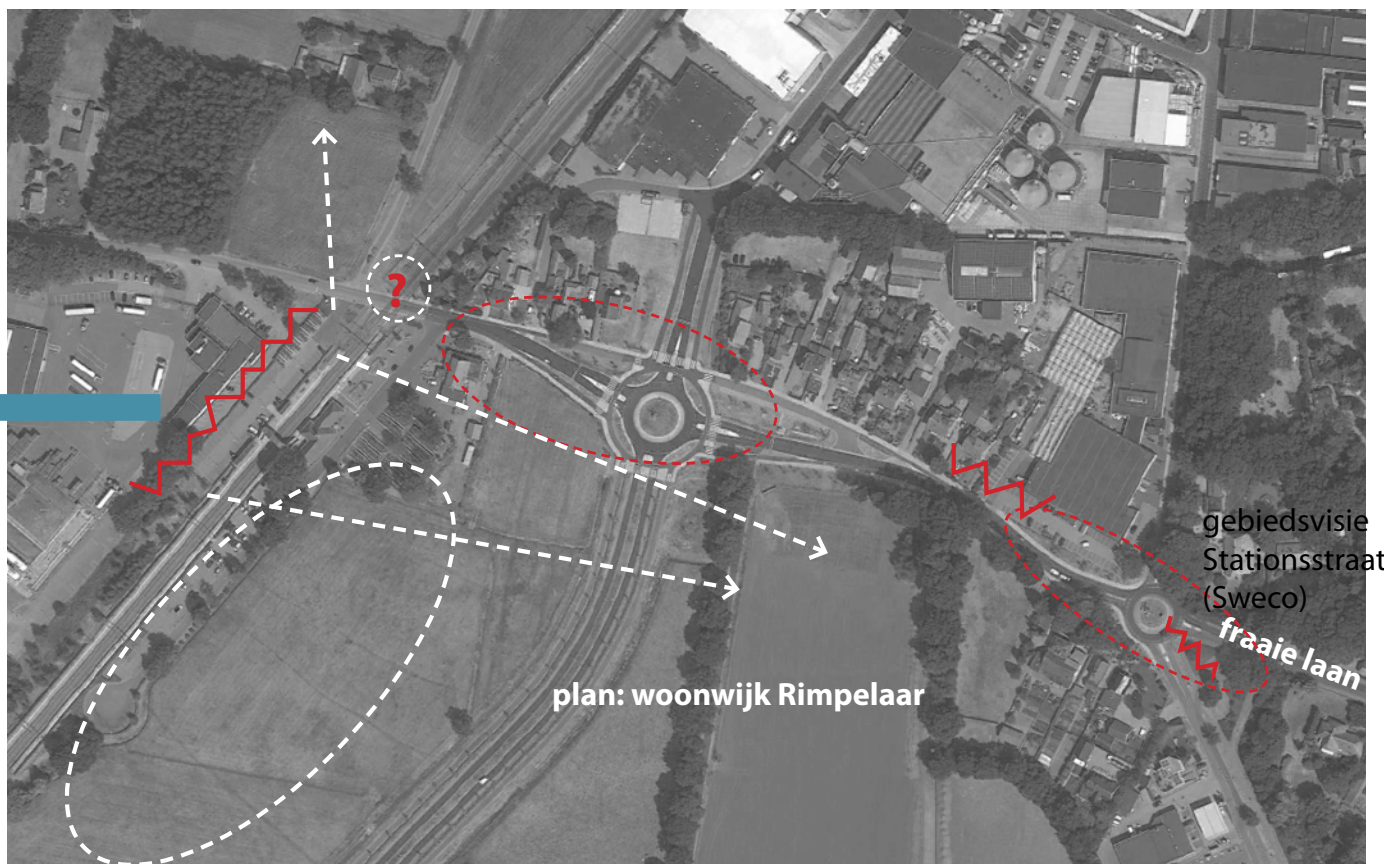 ?
gebiedsvisie
Stationsstraat
(Sweco)
fraaie laan
plan: woonwijk Rimpelaar